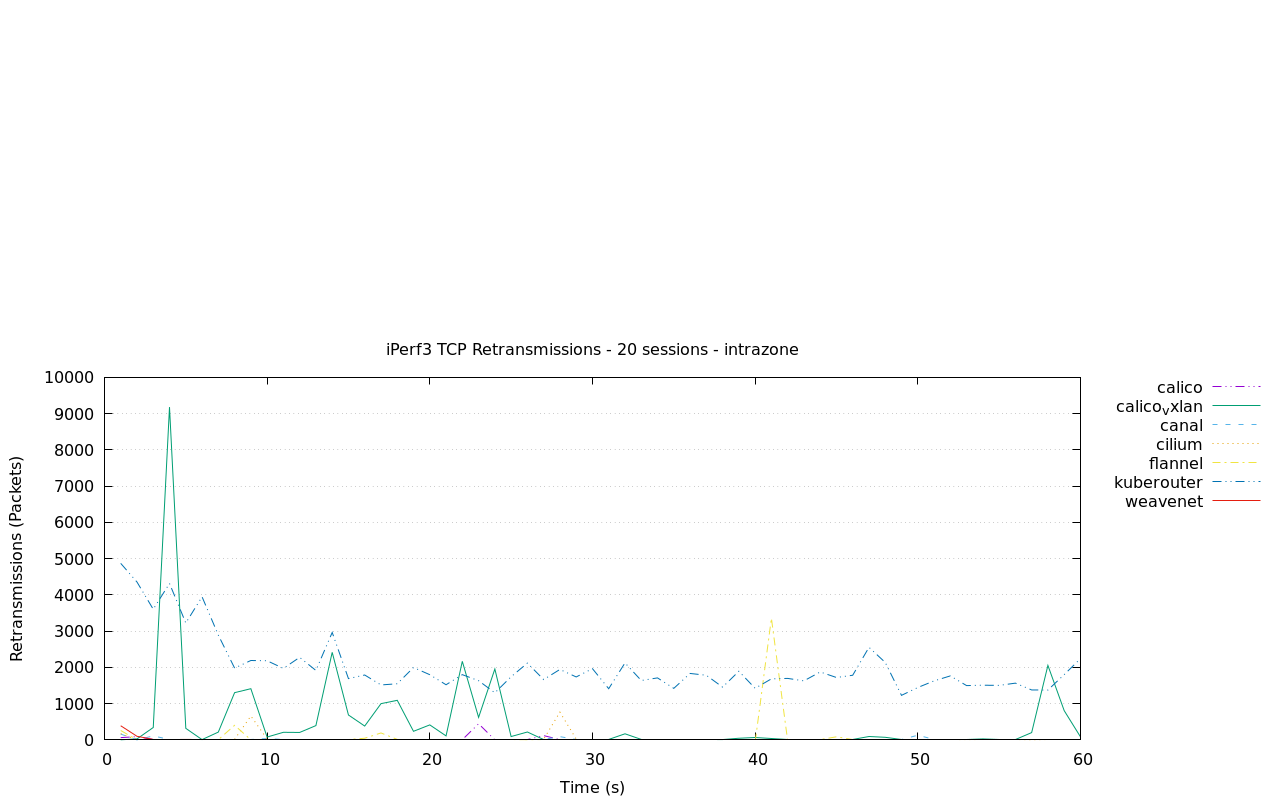 iPerf3 TCP Retransmissions - 20 sessions - intrazone
10000
9000
8000
7000
6000
5000
4000
3000
2000
1000
0
Retransmissions (Packets)
0 10 20 30 40 50 60
Time (s)
calico
calicovxlan
canal
cilium
flannel
kuberouter
weavenet